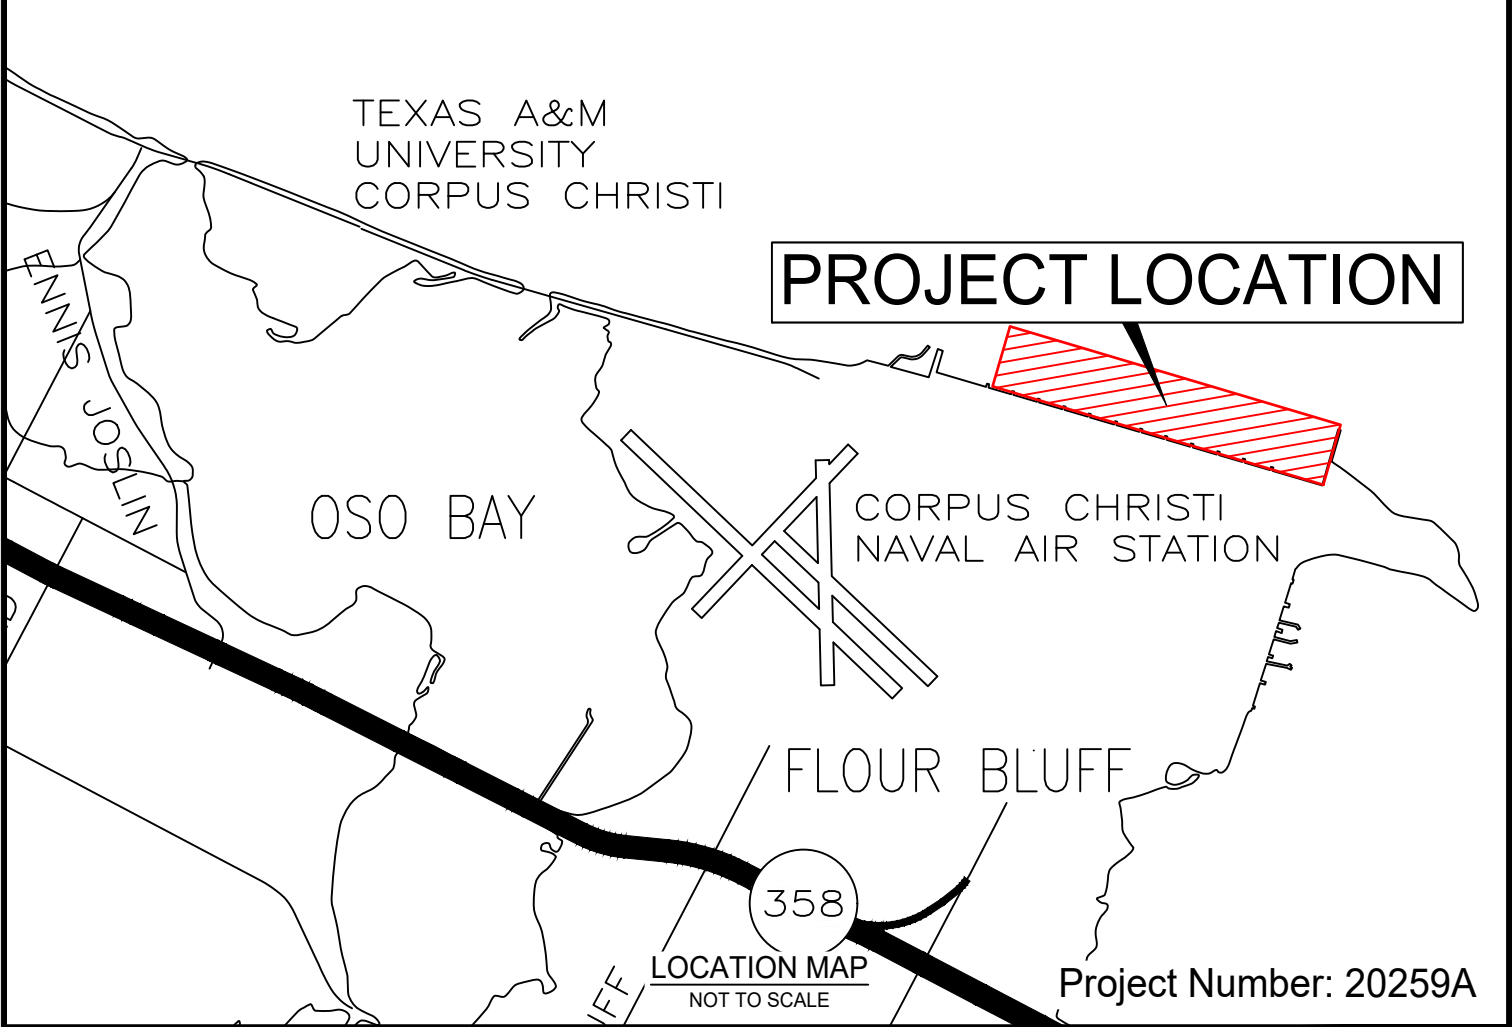 TEXAS A&M
UNIVERSITY
CORPUS CHRISTI
PROJECT LOCATION
ENNIS JOSLIN
OSO BAY
CORPUS CHRISTI
NAVAL AIR STATION
FLOUR BLUFF
358
LOCATION MAP
NOT TO SCALE
Project Number: 20259A